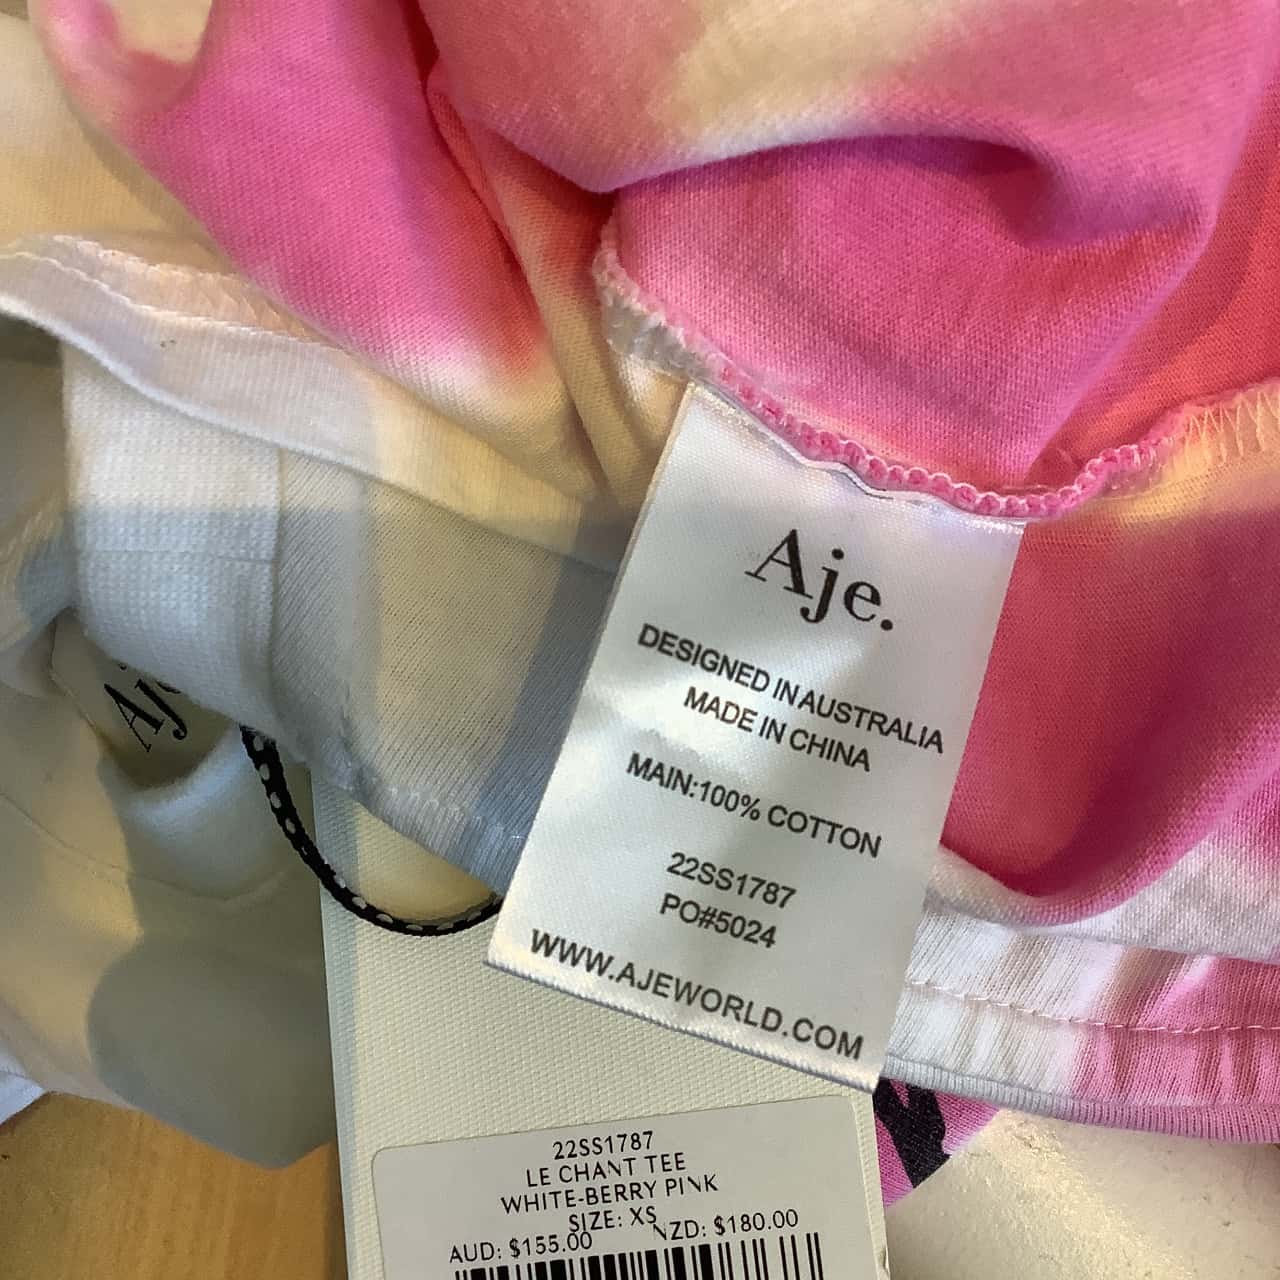 Aje.
DESIGNED IN AUSTRALIA
MADE IN CHINA
MAIN:100% COTTON
22SS1787
PO#5024
WWW.AJEWORLD.COM
Aje
22SS1787
LE CHANT TEE
WHITE-BERRY PINK
SIZE: XS
AUD: $155.00 NZD: $180.00